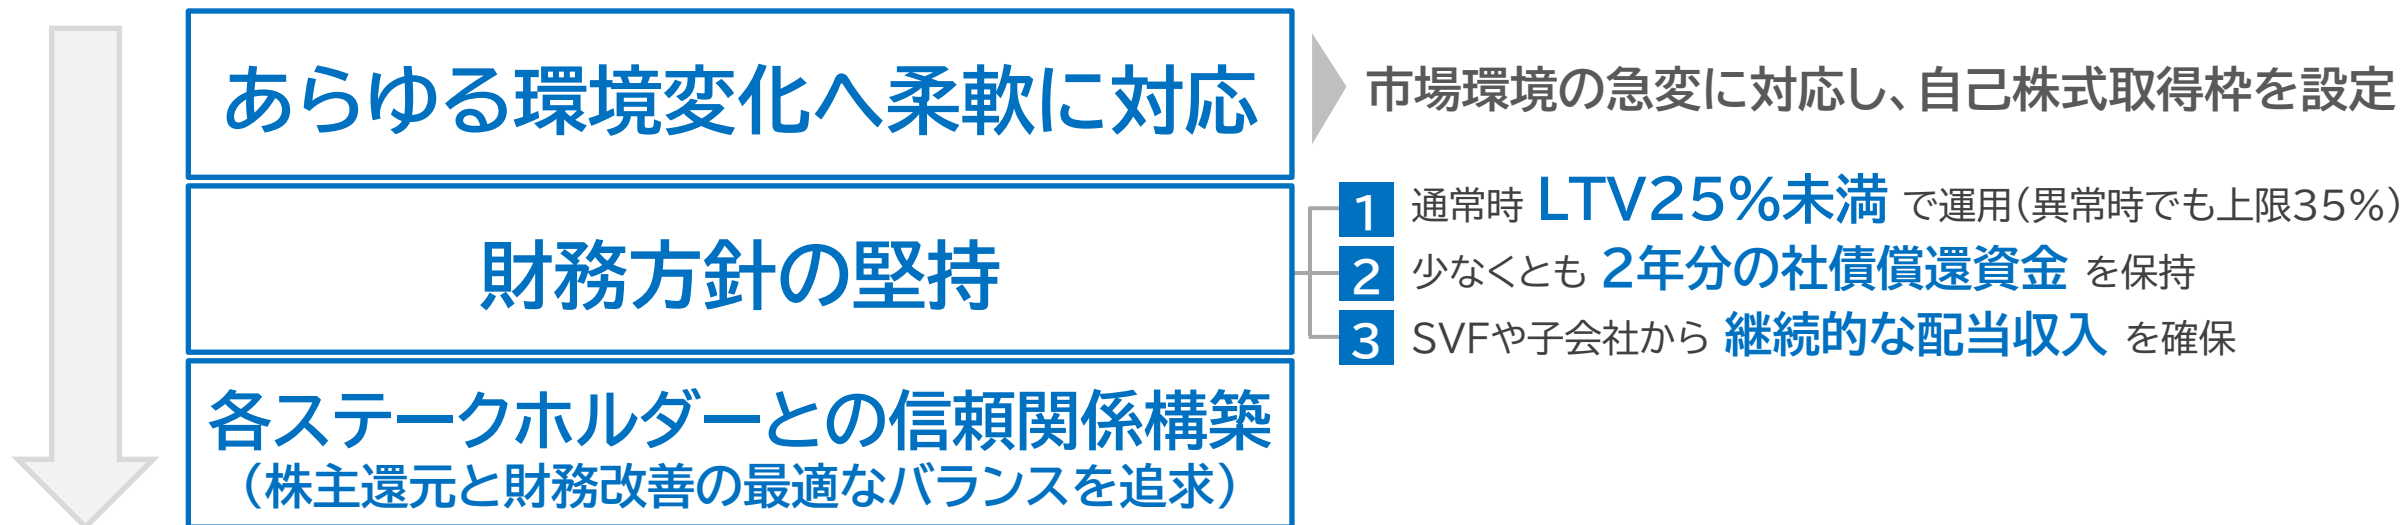 あらゆる環境変化へ柔軟に対応
市場環境の急変に対応し、自己株式取得枠を設定
財務方針の堅持
1 通常時 LTV25%未満 で運用(異常時でも上限35%)
2 少なくとも 2年分の社債償還資金 を保持
3 SVFや子会社から 継続的な配当収入 を確保
各ステークホルダーとの信頼関係構築
(株主還元と財務改善の最適なバランスを追求)